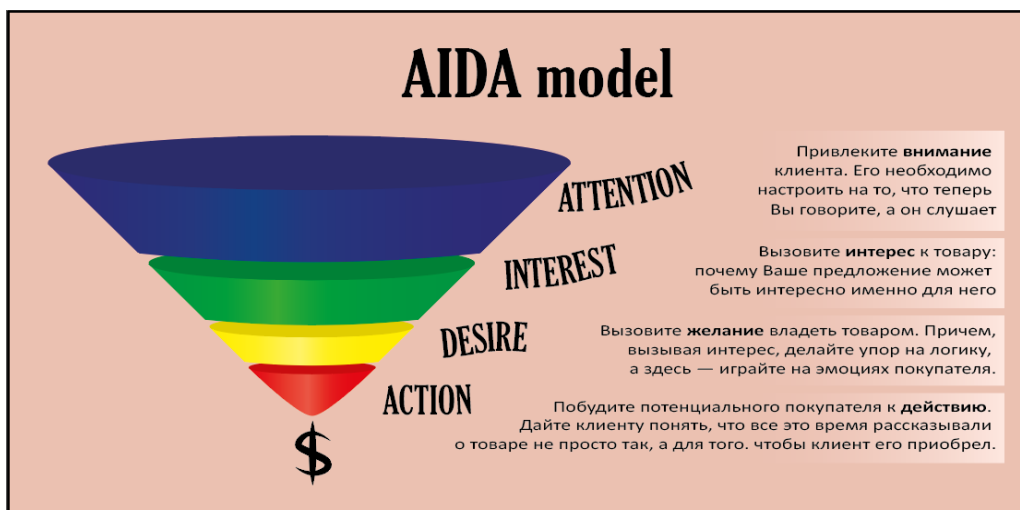 AIDA model
ATTENTION
Привлеките внимание
клиента. Его необходимо
настроить на то, что теперь
Вы говорите, а он слушает
INTEREST
Вызовите интерес к товару:
почему Ваше предложение может
быть интересно именно для него
DESIRE
Вызовите желание владеть товаром. Причем,
вызывая интерес, делайте упор на логику,
а здесь — играйте на эмоциях покупателя.
ACTION
Побудите потенциального покупателя к действию.
Дайте клиенту понять, что все это время рассказывали
о товаре не просто так, а для того. чтобы клиент его приобрел.
$